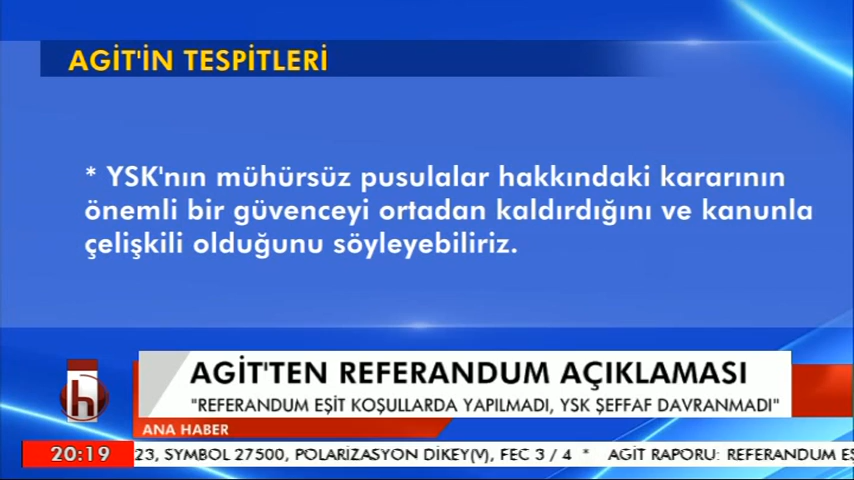 AGİT'İN TESPİTLERİ
* YSK'nın mühürsüz pusulalar hakkındaki kararının
önemli bir güvenceyi ortadan kaldırdığını ve kanunla
çelişkili olduğunu söyleyebiliriz.
AGİT'TEN REFERANDUM AÇIKLAMASI
"REFERANDUM EŞİT KOŞULLARDA YAPILMADI, YSK ŞEFFAF DAVRANMADI"
h
ANA HABER
20:19 23, SYMBOL 27500, POLARİZASYON DİKEY(V), FEC 3 / 4 * AGİT RAPORU: REFERANDUM EŞ